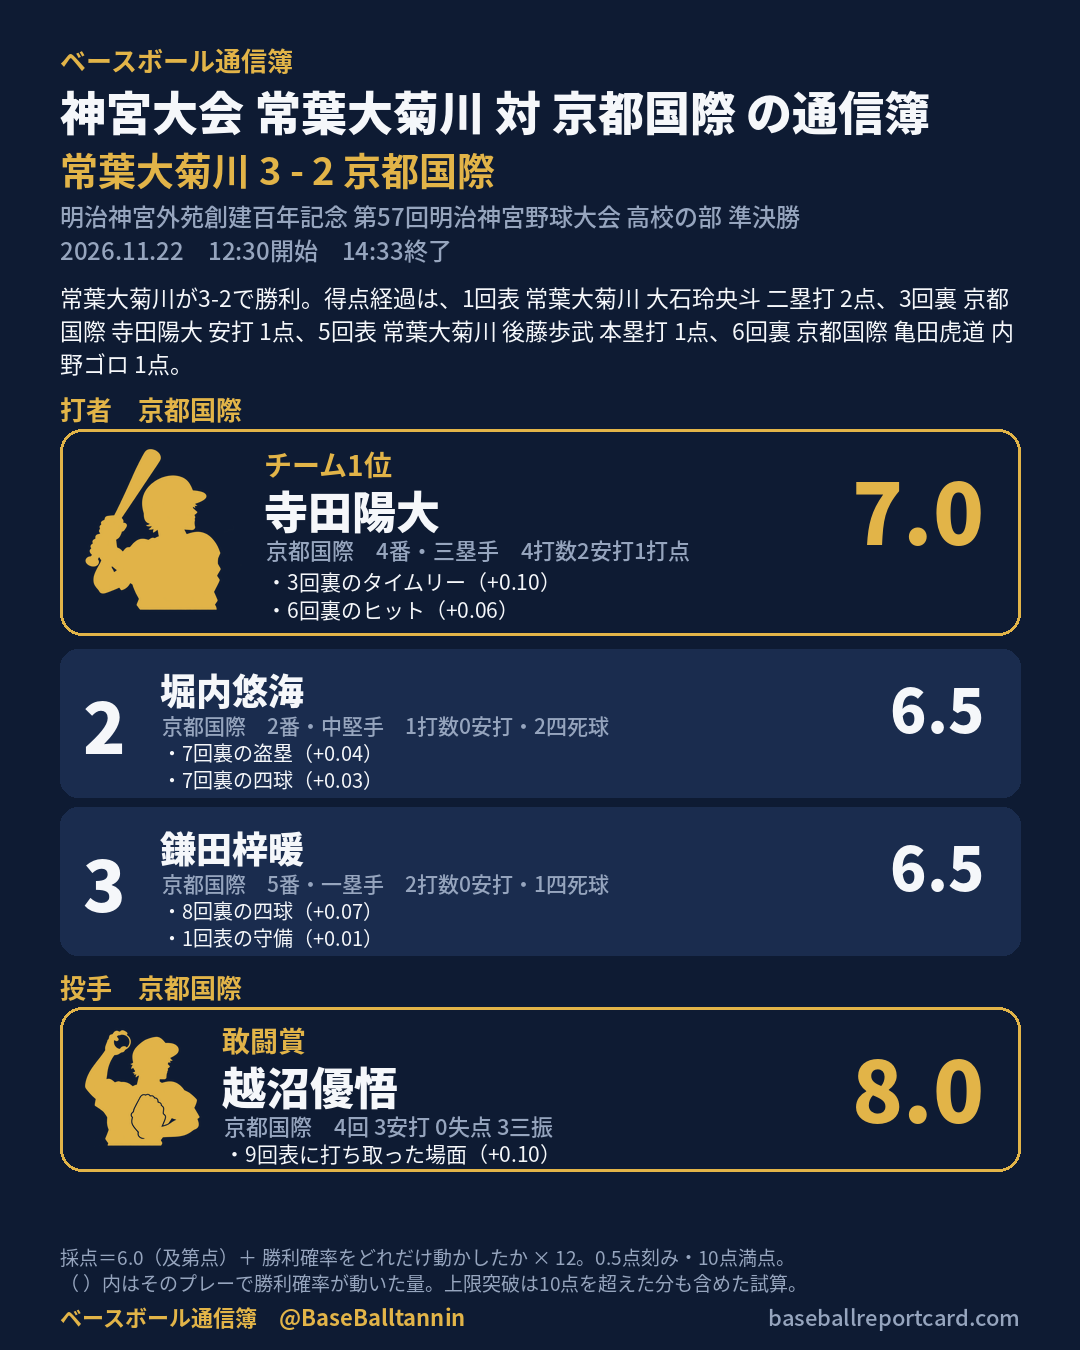 ベースボール通信簿
神宮大会 常葉大菊川 対 京都国際 の通信簿
常葉大菊川 3 - 2 京都国際
明治神宮外苑創建百年記念 第57回明治神宮野球大会 高校の部 準決勝
2026.11.22　12:30開始　14:33終了
常葉大菊川が3-2で勝利。得点経過は、1回表 常葉大菊川 大石玲央斗 二塁打 2点、3回裏 京都
国際 寺田陽大 安打 1点、5回表 常葉大菊川 後藤歩武 本塁打 1点、6回裏 京都国際 亀田虎道 内
野ゴロ 1点。
打者　京都国際
チーム1位
寺田陽大
京都国際　4番・三塁手　4打数2安打1打点
・3回裏のタイムリー（+0.10）
・6回裏のヒット（+0.06）
7.0
2
堀内悠海
京都国際　2番・中堅手　1打数0安打・2四死球
・7回裏の盗塁（+0.04）
・7回裏の四球（+0.03）
6.5
3
鎌田梓暖
京都国際　5番・一塁手　2打数0安打・1四死球
・8回裏の四球（+0.07）
・1回表の守備（+0.01）
6.5
投手　京都国際
敢闘賞
越沼優悟
京都国際　4回 3安打 0失点 3三振
・9回表に打ち取った場面（+0.10）
8.0
採点＝6.0（及第点）＋ 勝利確率をどれだけ動かしたか × 12。0.5点刻み・10点満点。
（ ）内はそのプレーで勝利確率が動いた量。上限突破は10点を超えた分も含めた試算。
ベースボール通信簿　@BaseBalltannin
baseballreportcard.com